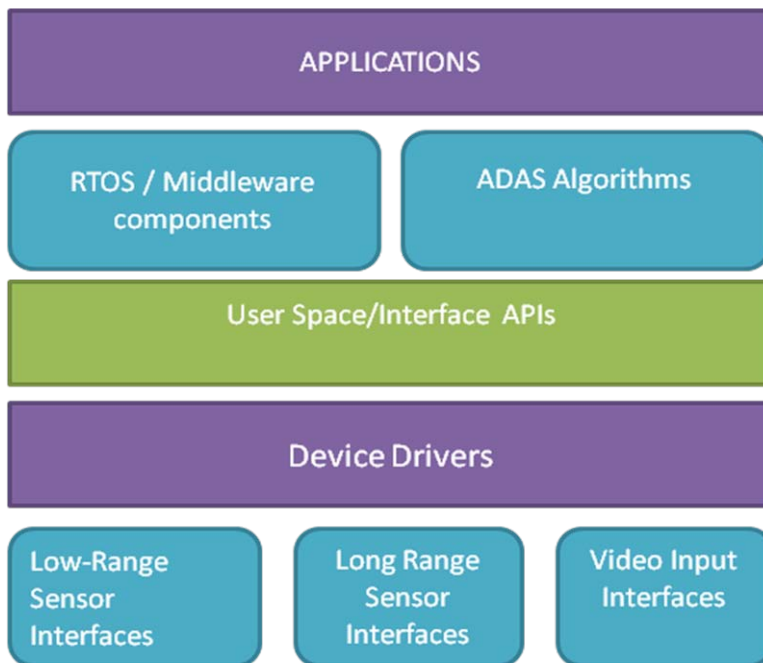 APPLICATIONS
RTOS / Middleware
components
ADAS Algorithms
User Space/Interface APIs
Device Drivers
Low-Range
Sensor
Interfaces
Long Range
Sensor
Interfaces
Video Input
Interfaces